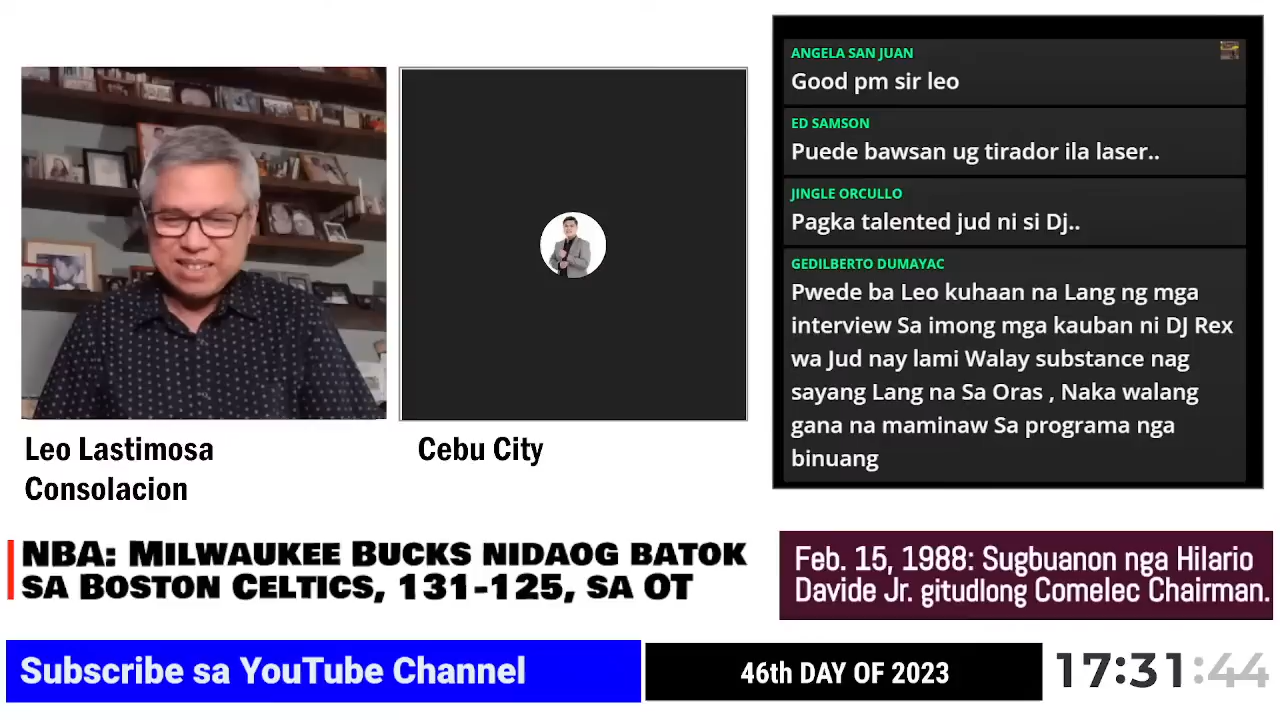 ANGELA SAN JUAN
Good pm sir leo
ED SAMSON
Puede bawsan ug tirador ila laser..
JINGLE ORCULLO
Pagka talented jud ni si Dj..
GEDILBERTO DUMAYAC
Pwede ba Leo kuhaan na Lang ng mga
interview Sa imong mga kauban ni DJ Rex
wa Jud nay lami Walay substance nag
sayang Lang na Sa Oras , Naka walang
gana na maminaw Sa programa nga
binuang
Leo Lastimosa
Consolacion
Cebu City
NBA: MILWAUKEE BUCKS NIDAOG BATOK
SA BOSTON CELTICS, 131-125, SA OT
Feb. 15, 1988: Sugbuanon nga Hilario
Davide Jr. gitudlong Comelec Chairman.
Subscribe sa YouTube Channel
46th DAY OF 2023
17:31:44